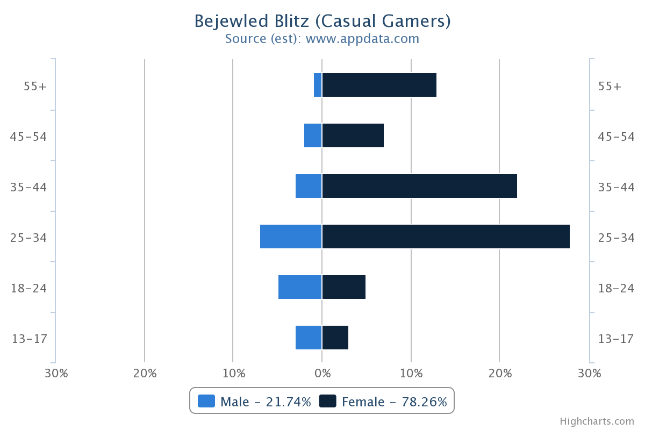 Bejewled Blitz (Casual Gamers)
Source (est): www.appdata.com
55+ 55+
45-54 45-54
35-44 35-44
25-34 25-34
18-24 18-24
13-17 13-17
30% 20% 10% 0% 10% 20% 30%
Male - 21.74% Female - 78.26%
Highcharts.com